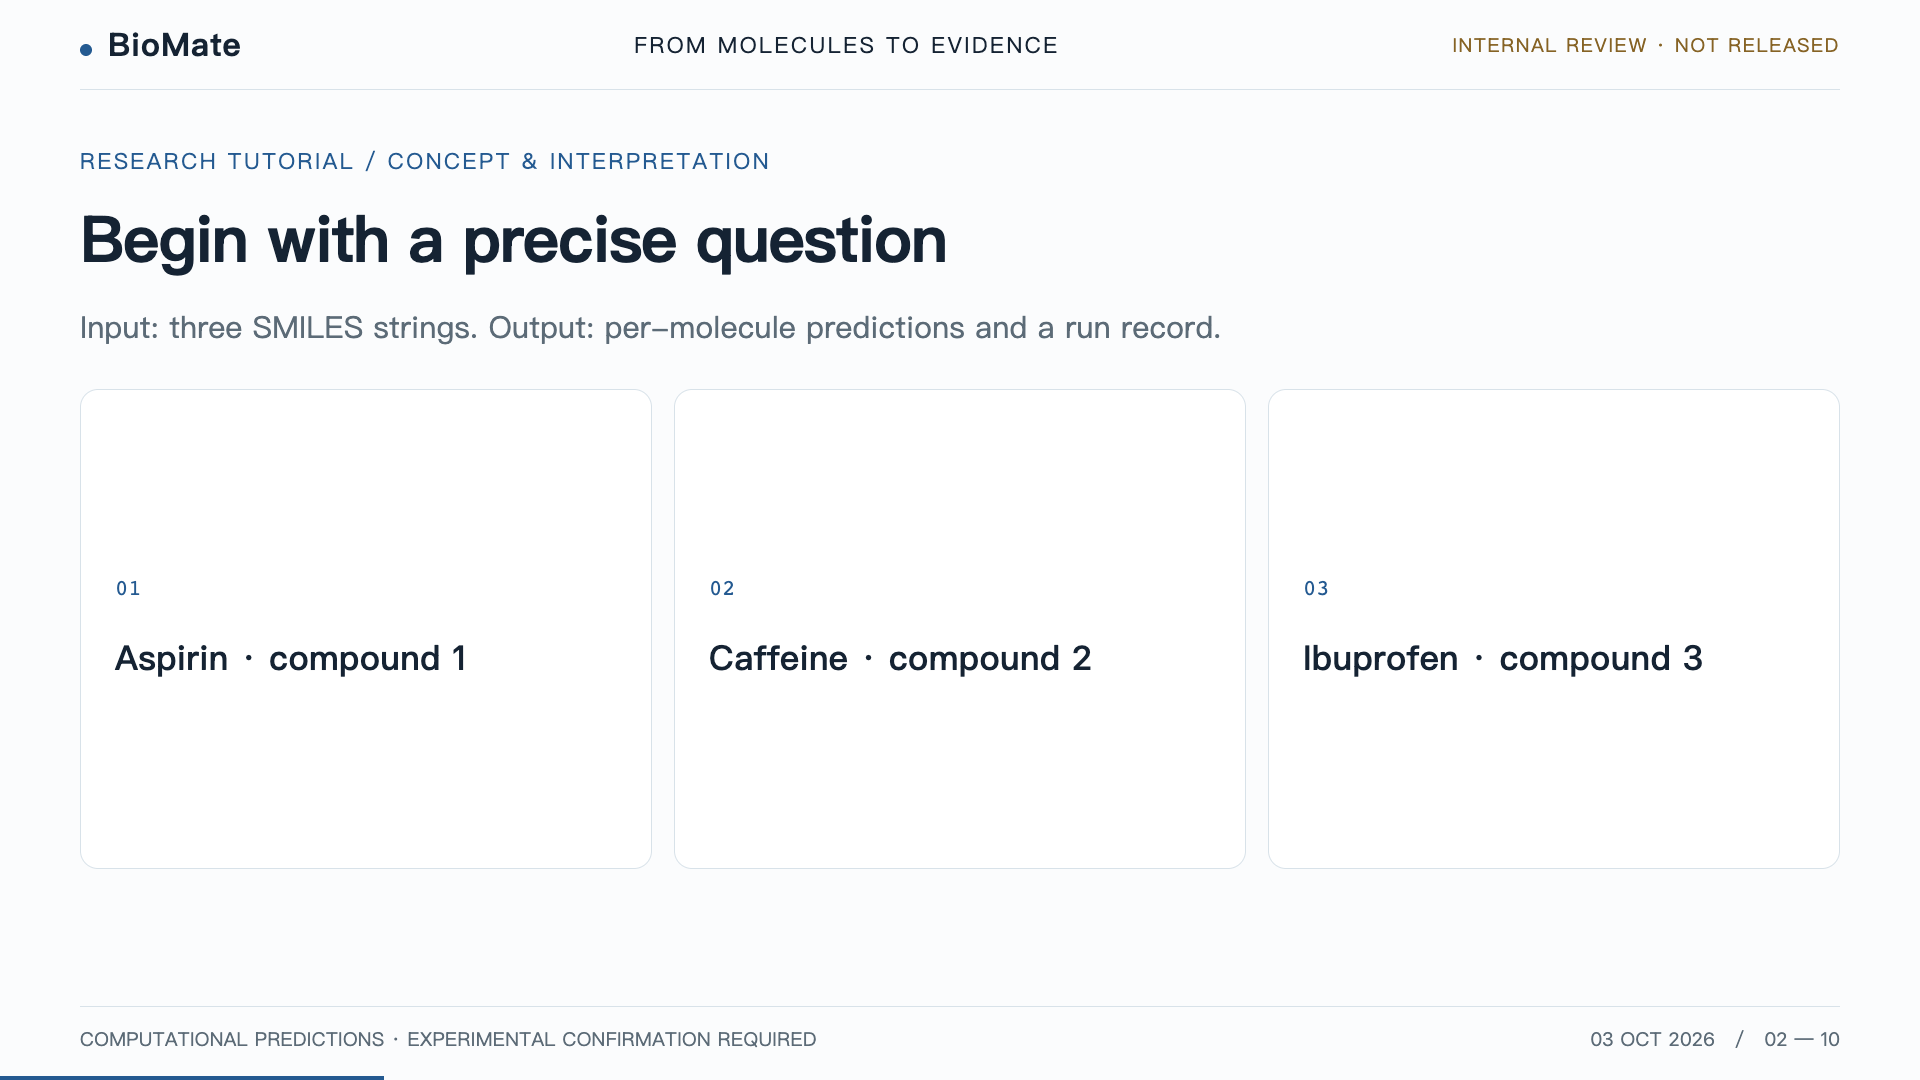 BioMate
FROM MOLECULES TO EVIDENCE
INTERNAL REVIEW · NOT RELEASED
RESEARCH TUTORIAL / CONCEPT & INTERPRETATION
Begin with a precise question
Input: three SMILES strings. Output: per–molecule predictions and a run record.
01
Aspirin · compound 1
02
Caffeine · compound 2
03
Ibuprofen · compound 3
COMPUTATIONAL PREDICTIONS · EXPERIMENTAL CONFIRMATION REQUIRED
03 OCT 2026 / 02 — 10